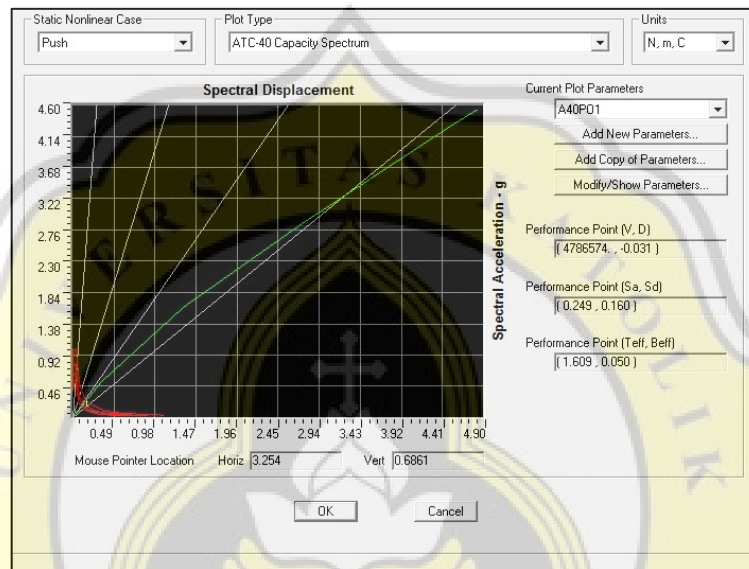 Static Nonlinear Case
Push
Plot Type
ATC-40 Capacity Spectrum
Units
N, m, C
Spectral Displacement
4.60
4.14
3.68
3.22
2.76
2.30
1.84
1.38
0.92
0.46
0.49 0.98 1.47 1.96 2.45 2.94 3.43 3.92 4.41 4.90
Spectral Acceleration - g
Mouse Pointer Location Horiz 3.254 Vert 0.6861
Current Plot Parameters
A40PO1
Add New Parameters...
Add Copy of Parameters...
Modify/Show Parameters...
Performance Point (V, D)
( 4786574. , -0.031 )
Performance Point (Sa, Sd)
( 0.249 , 0.160 )
Performance Point (Teff, Beff)
( 1.609 , 0.050 )
OK Cancel
UNIVERSITAS KATOLIK